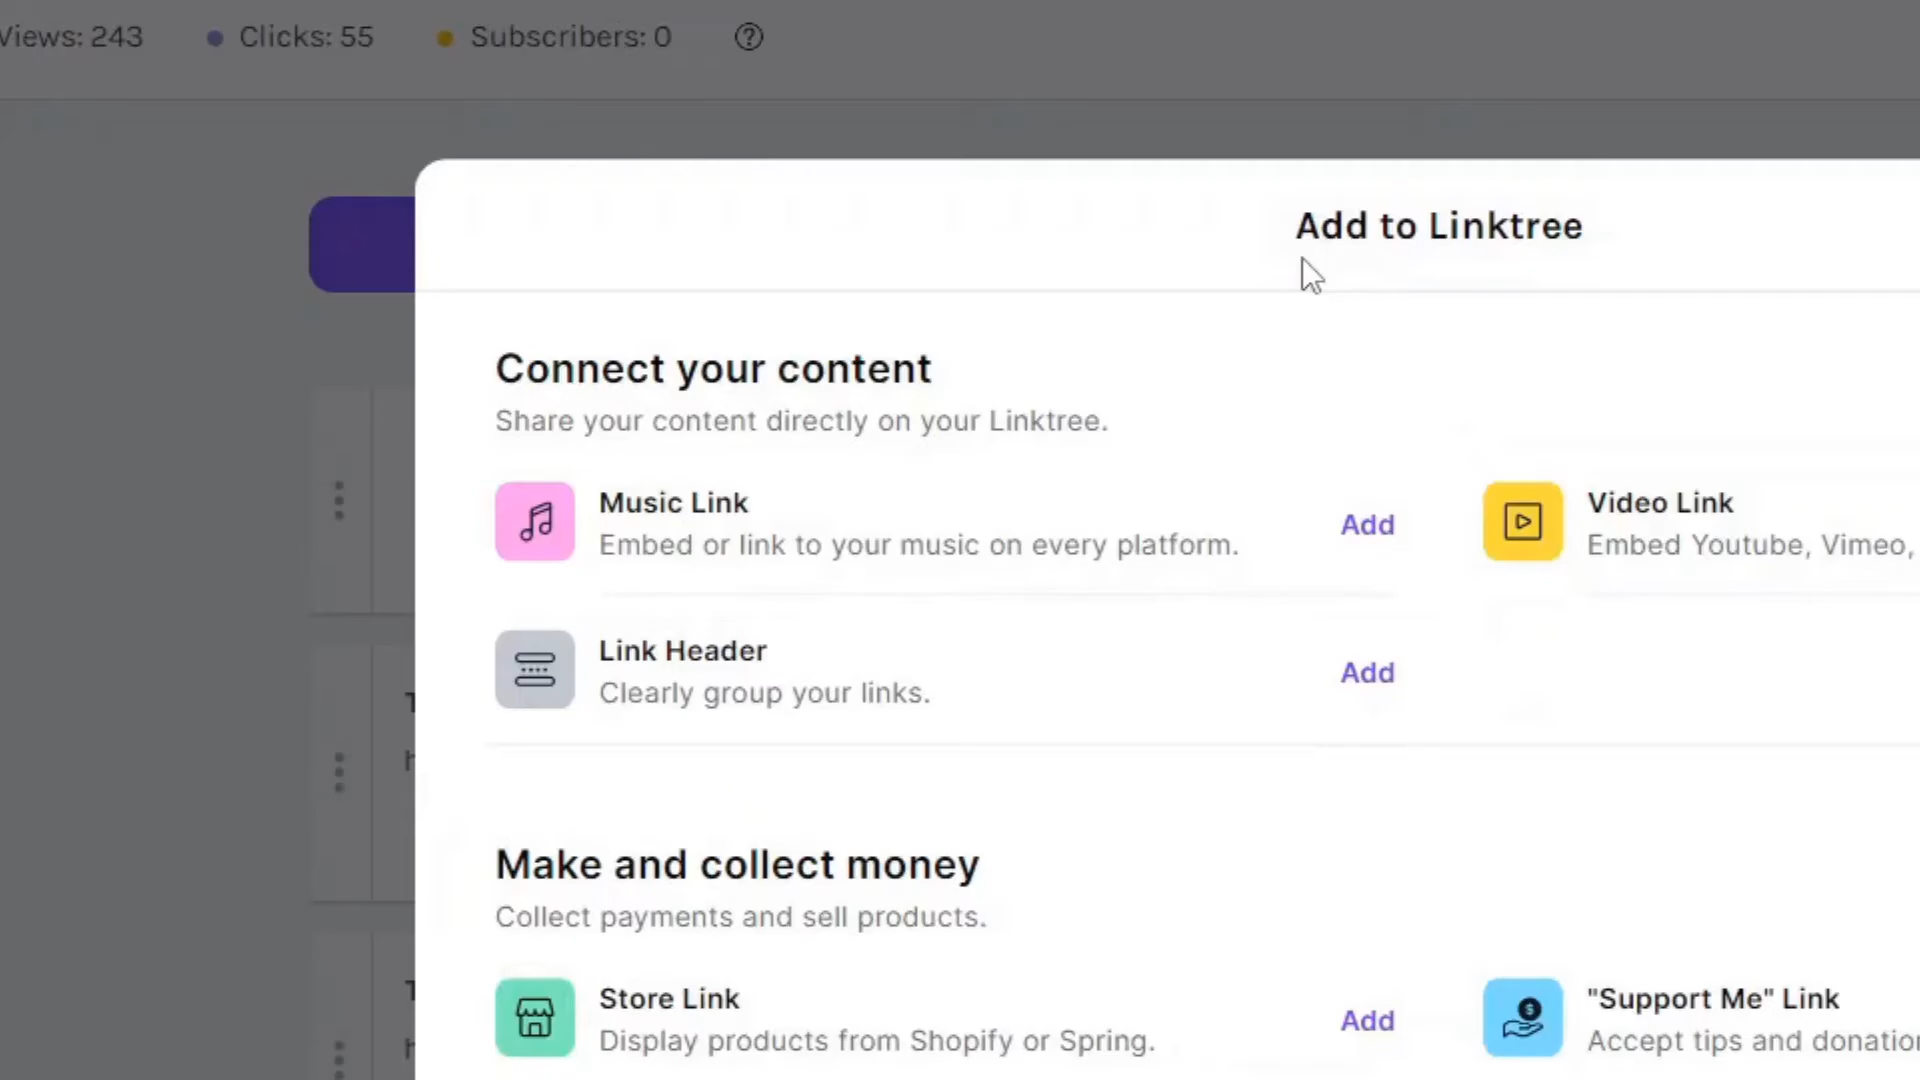 Views: 243 Clicks: 55 Subscribers: 0
Add to Linktree
Connect your content
Share your content directly on your Linktree.
Music Link
Embed or link to your music on every platform.
Add
Video Link
Embed Youtube, Vimeo,
Link Header
Clearly group your links.
Add
Make and collect money
Collect payments and sell products.
Store Link
Display products from Shopify or Spring.
Add
"Support Me" Link
Accept tips and